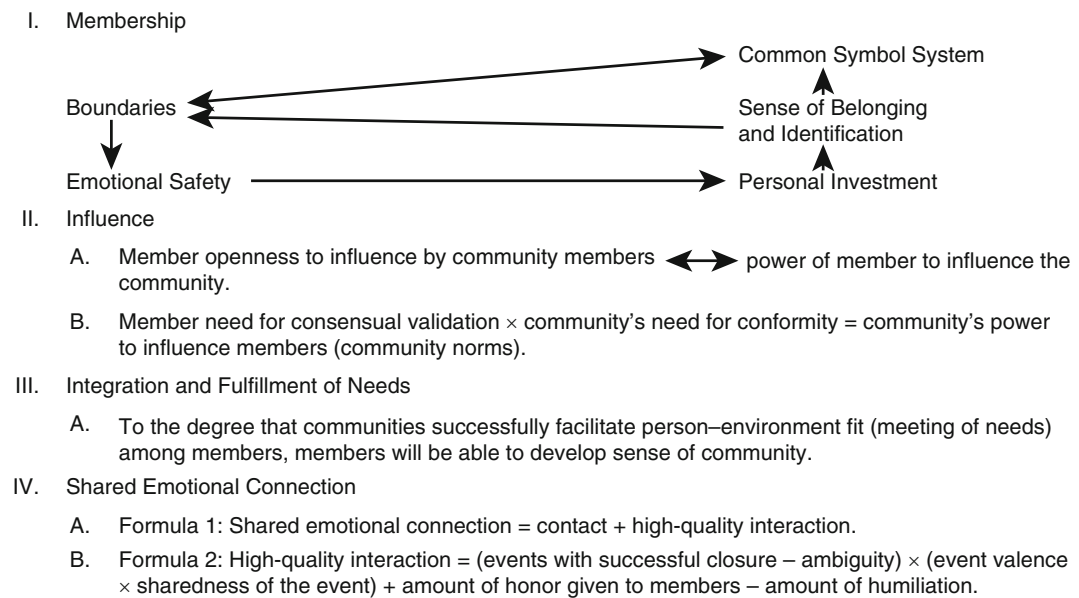 I. Membership
Common Symbol System
Boundaries
Sense of Belonging
and Identification
Emotional Safety
Personal Investment
II. Influence
A. Member openness to influence by community members power of member to influence the
community.
B. Member need for consensual validation × community’s need for conformity = community’s power
to influence members (community norms).
III. Integration and Fulfillment of Needs
A. To the degree that communities successfully facilitate person–environment fit (meeting of needs)
among members, members will be able to develop sense of community.
IV. Shared Emotional Connection
A. Formula 1: Shared emotional connection = contact + high-quality interaction.
B. Formula 2: High-quality interaction = (events with successful closure – ambiguity) × (event valence
× sharedness of the event) + amount of honor given to members – amount of humiliation.